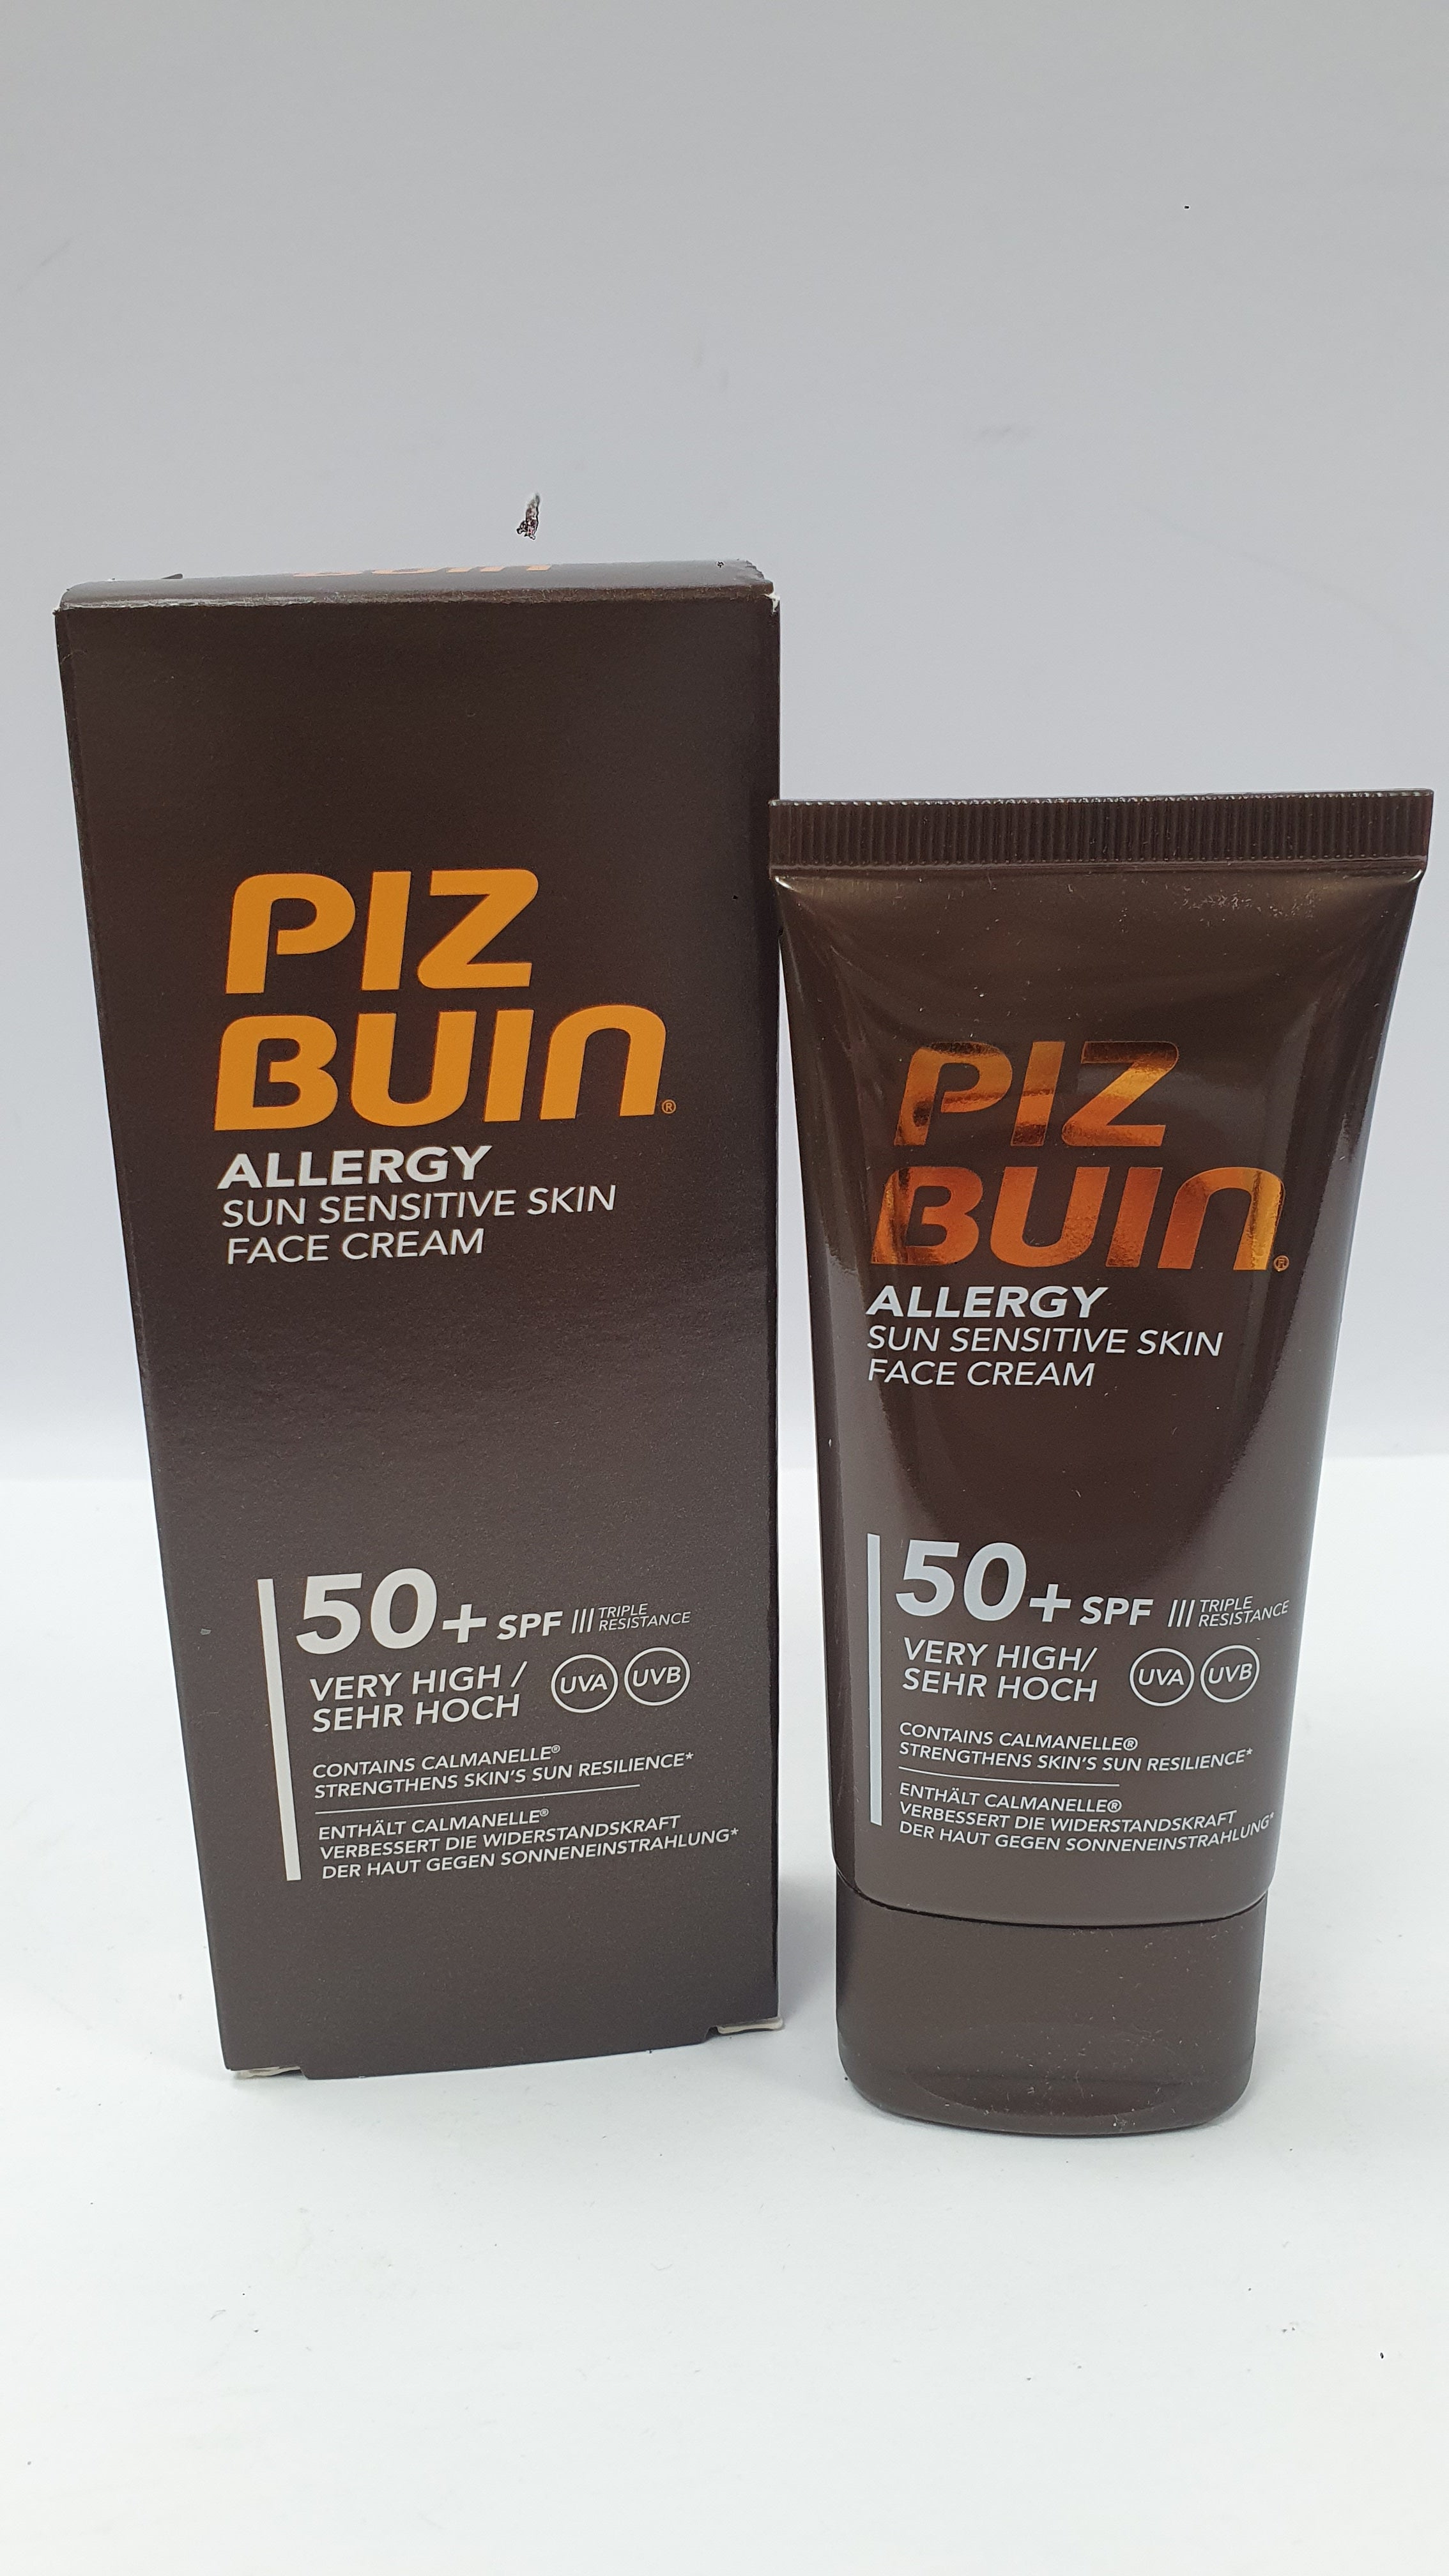 BUIN
PIZ
BUIN®
ALLERGY
SUN SENSITIVE SKIN
FACE CREAM
50+ SPF TRIPLE
RESISTANCE
VERY HIGH /
SEHR HOCH
UVA UVB
CONTAINS CALMANELLE®
STRENGTHENS SKIN'S SUN RESILIENCE*
ENTHÄLT CALMANELLE®
VERBESSERT DIE WIDERSTANDSKRAFT
DER HAUT GEGEN SONNENEINSTRAHLUNG*
PIZ
BUIN®
ALLERGY
SUN SENSITIVE SKIN
FACE CREAM
50+ SPF TRIPLE
RESISTANCE
VERY HIGH/
SEHR HOCH
UVA UVB
CONTAINS CALMANELLE®
STRENGTHENS SKIN'S SUN RESILIENCE*
ENTHÄLT CALMANELLE®
VERBESSERT DIE WIDERSTANDSKRAFT
DER HAUT GEGEN SONNENEINSTRAHLUNG*